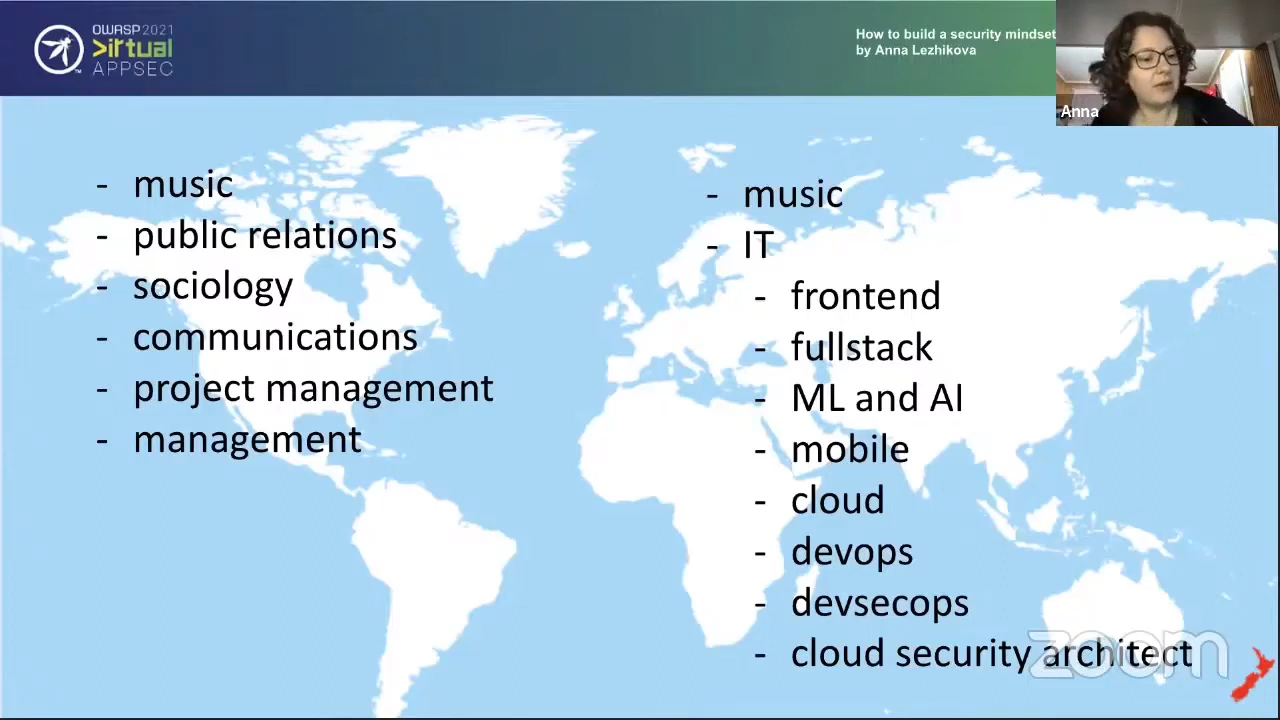 OWASP 2021
Virtual
APPSEC
TM
How to build a security mindset
by Anna Lezhikova
Anna
- music
- public relations
- sociology
- communications
- project management
- management
- music
- IT
- frontend
- fullstack
- ML and AI
- mobile
- cloud
- devops
- devsecops
- cloud security architect
zoom